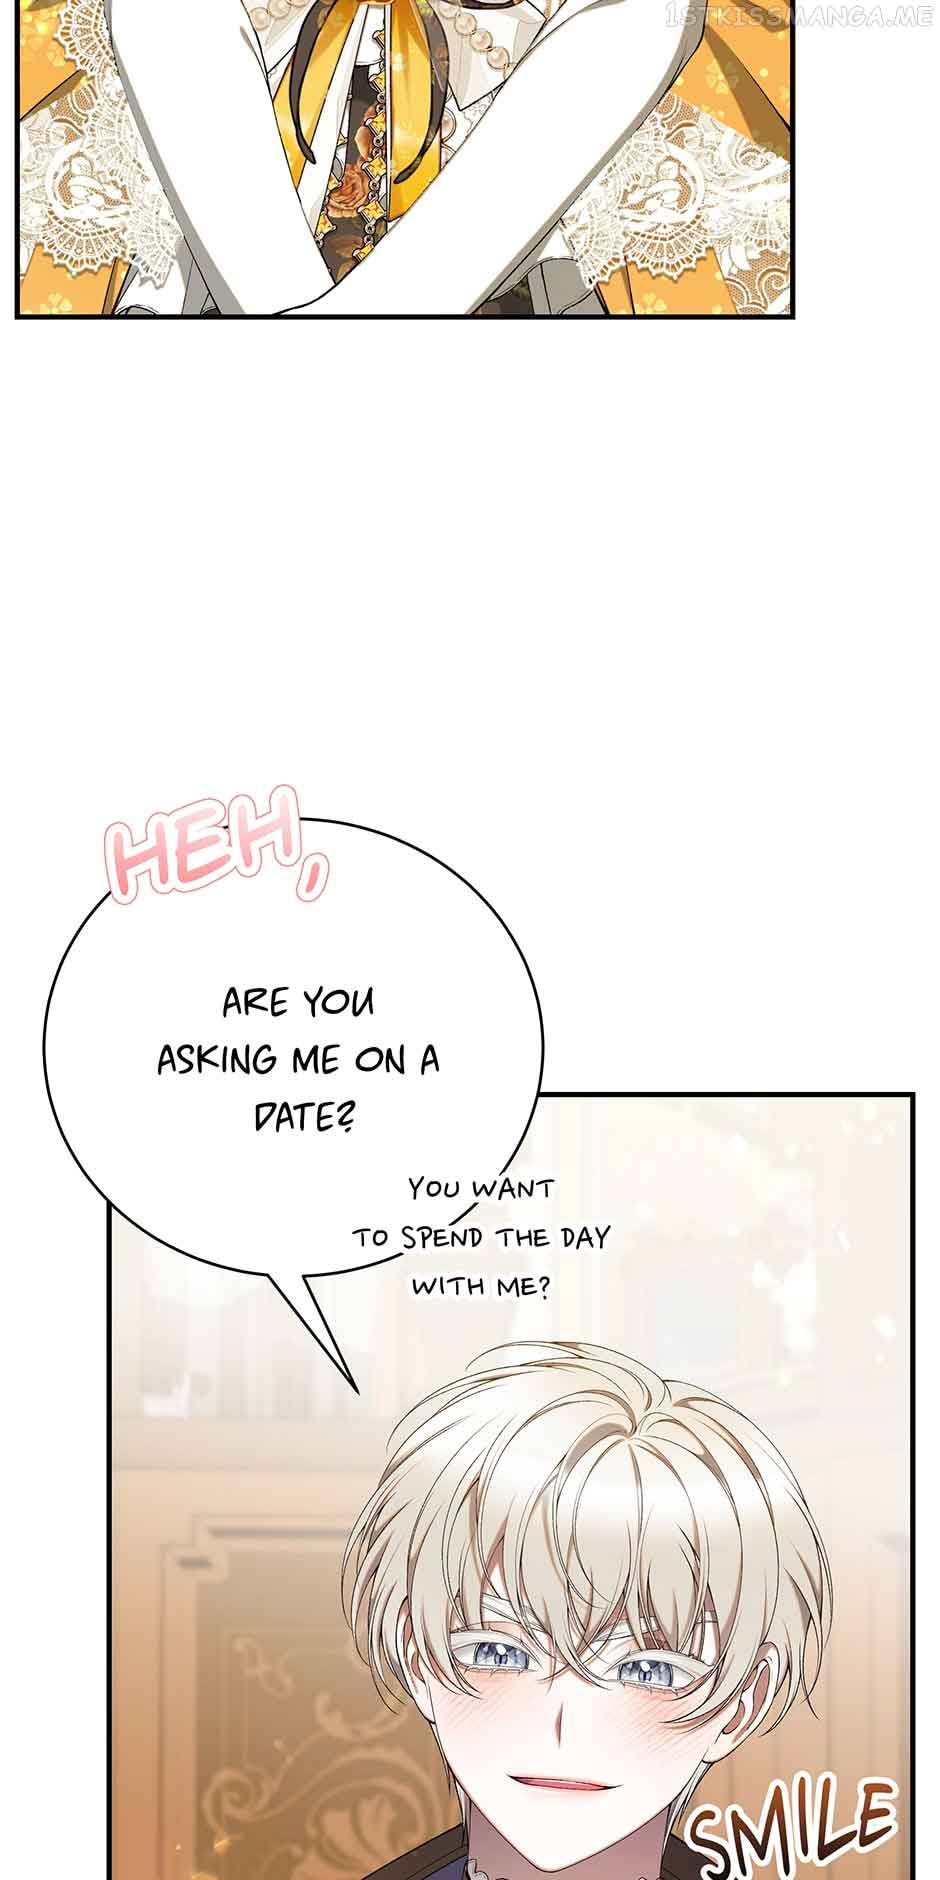 1STKISSMANGA.ME
HEH,
ARE YOU
ASKING ME ON A
DATE?
YOU WANT
TO SPEND THE DAY
WITH ME?
SMILE